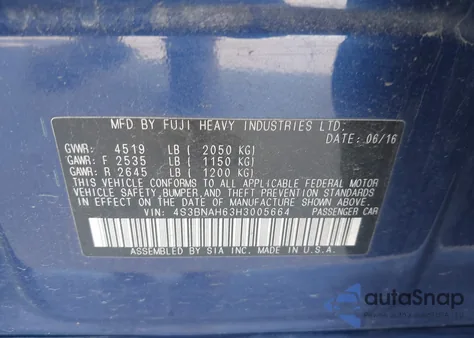 MFD BY FUJI HEAVY INDUSTRIES LTD.
DATE: 06/16
GVWR: 4519 LB ( 2050 KG)
GAWR: F 2535 LB ( 1150 KG)
GAWR: R 2645 LB ( 1200 KG)
THIS VEHICLE CONFORMS TO ALL APPLICABLE FEDERAL MOTOR
VEHICLE SAFETY, BUMPER AND THEFT PREVENTION STANDARDS
IN EFFECT ON THE DATE OF MANUFACTURE SHOWN ABOVE.
VIN: 4S3BNAH63H3005664 PASSENGER CAR
ASSEMBLED BY SIA INC. MADE IN U.S.A.
autoSnap
POWERED BY CARFAST